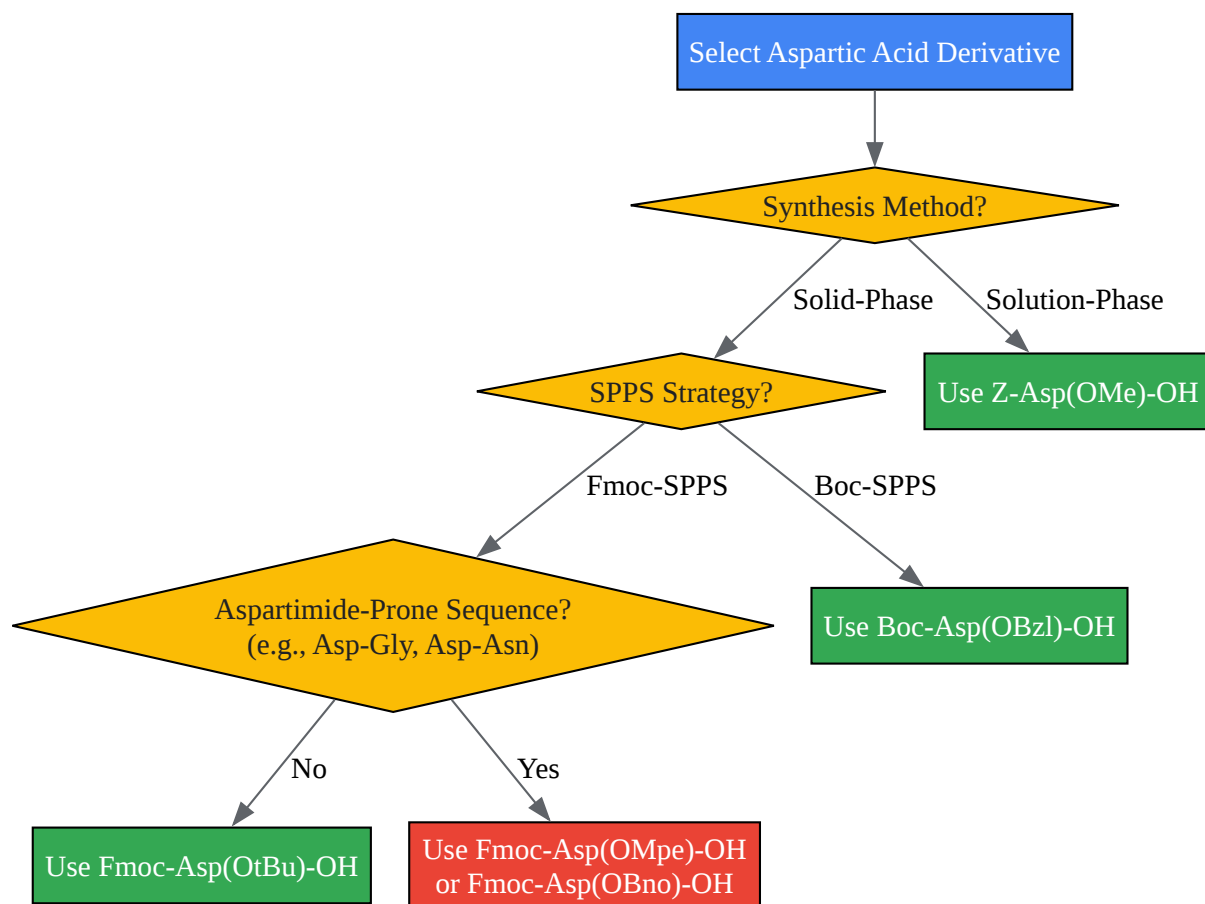 Select Aspartic Acid Derivative
Synthesis Method?
Solid-Phase
Solution-Phase
SPPS Strategy?
Use Z-Asp(OMe)-OH
Fmoc-SPPS
Boc-SPPS
Aspartimide-Prone Sequence?
(e.g., Asp-Gly, Asp-Asn)
Use Boc-Asp(OBzl)-OH
No
Yes
Use Fmoc-Asp(OtBu)-OH
Use Fmoc-Asp(OMpe)-OH
or Fmoc-Asp(OBno)-OH